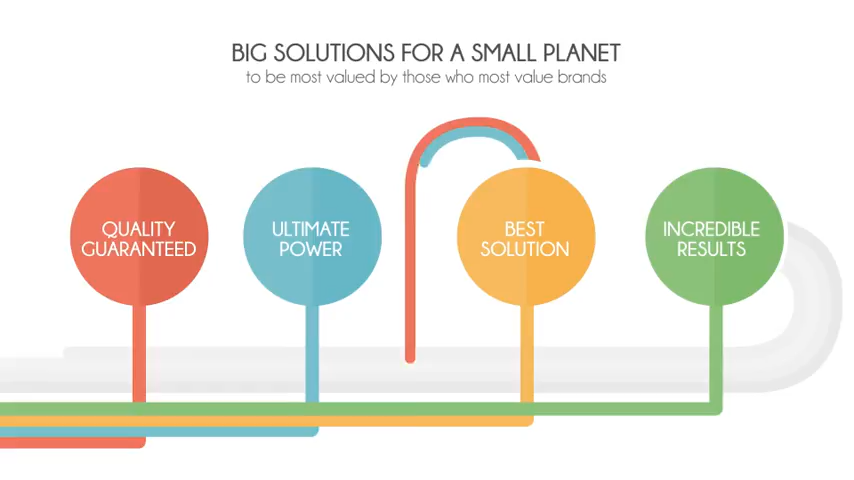 BIG SOLUTIONS FOR A SMALL PLANET
to be most valued by those who most value brands
QUALITY
GUARANTEED
ULTIMATE
POWER
BEST
SOLUTION
INCREDIBLE
RESULTS